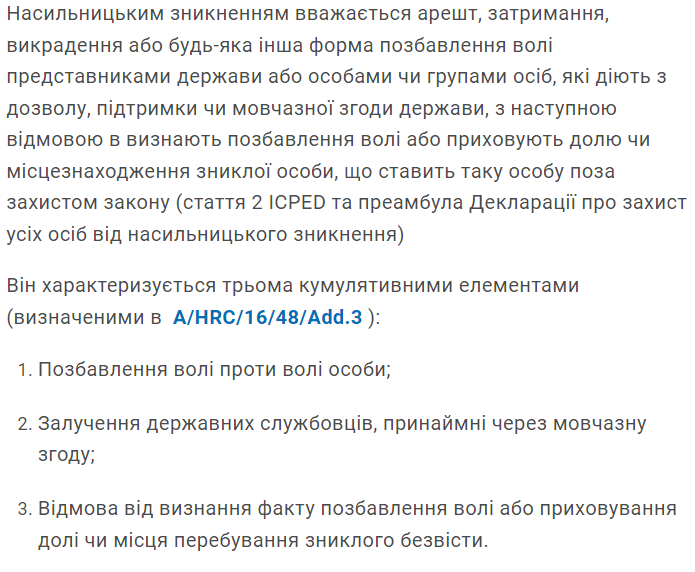 Насильницьким зникненням вважається арешт, затримання,
викрадення або будь-яка інша форма позбавлення волі
представниками держави або особами чи групами осіб, які діють з
дозволу, підтримки чи мовчазної згоди держави, з наступною
відмовою в визнають позбавлення волі або приховують долю чи
місцезнаходження зниклої особи, що ставить таку особу поза
захистом закону (стаття 2 ICPED та преамбула Декларації про захист
усіх осіб від насильницького зникнення)
Він характеризується трьома кумулятивними елементами
(визначеними в A/HRC/16/48/Add.3 ):
1. Позбавлення волі проти волі особи;
2. Залучення державних службовців, принаймні через мовчазну
згоду;
3. Відмова від визнання факту позбавлення волі або приховування
долі чи місця перебування зниклого безвісти.